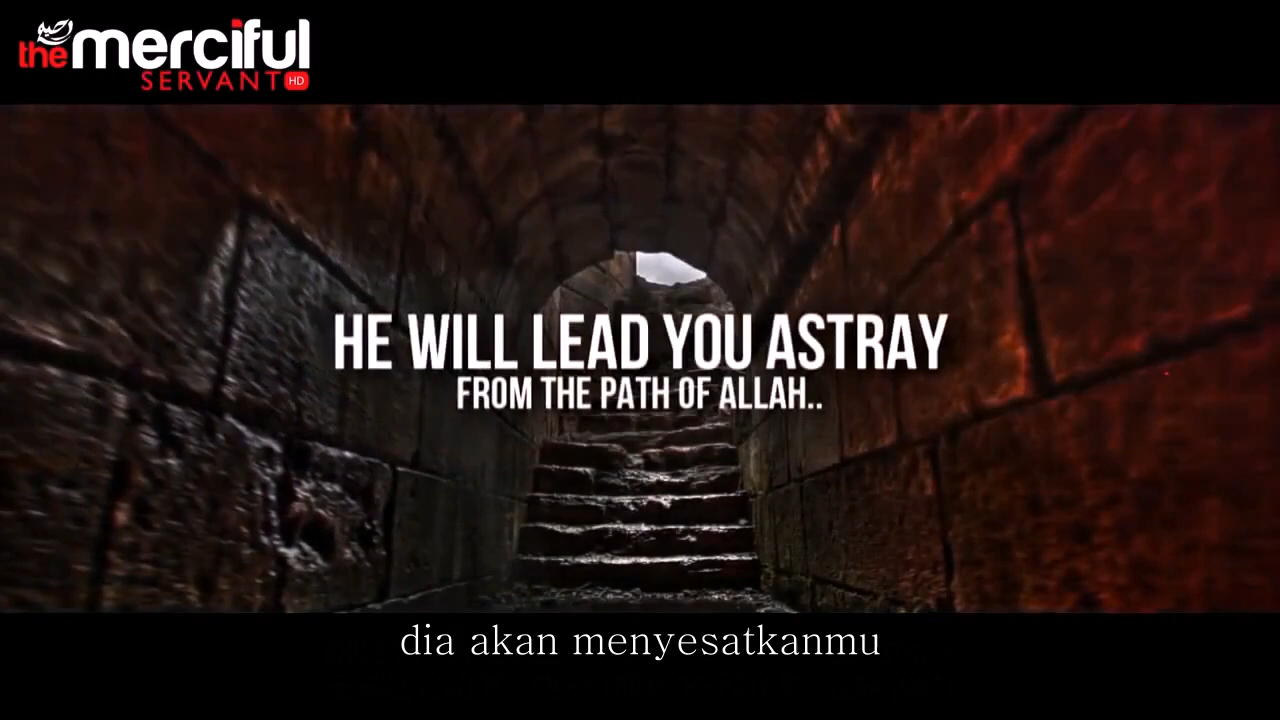 the merciful
SERVANT HD
HE WILL LEAD YOU ASTRAY
FROM THE PATH OF ALLAH..
dia akan menyesatkanmu